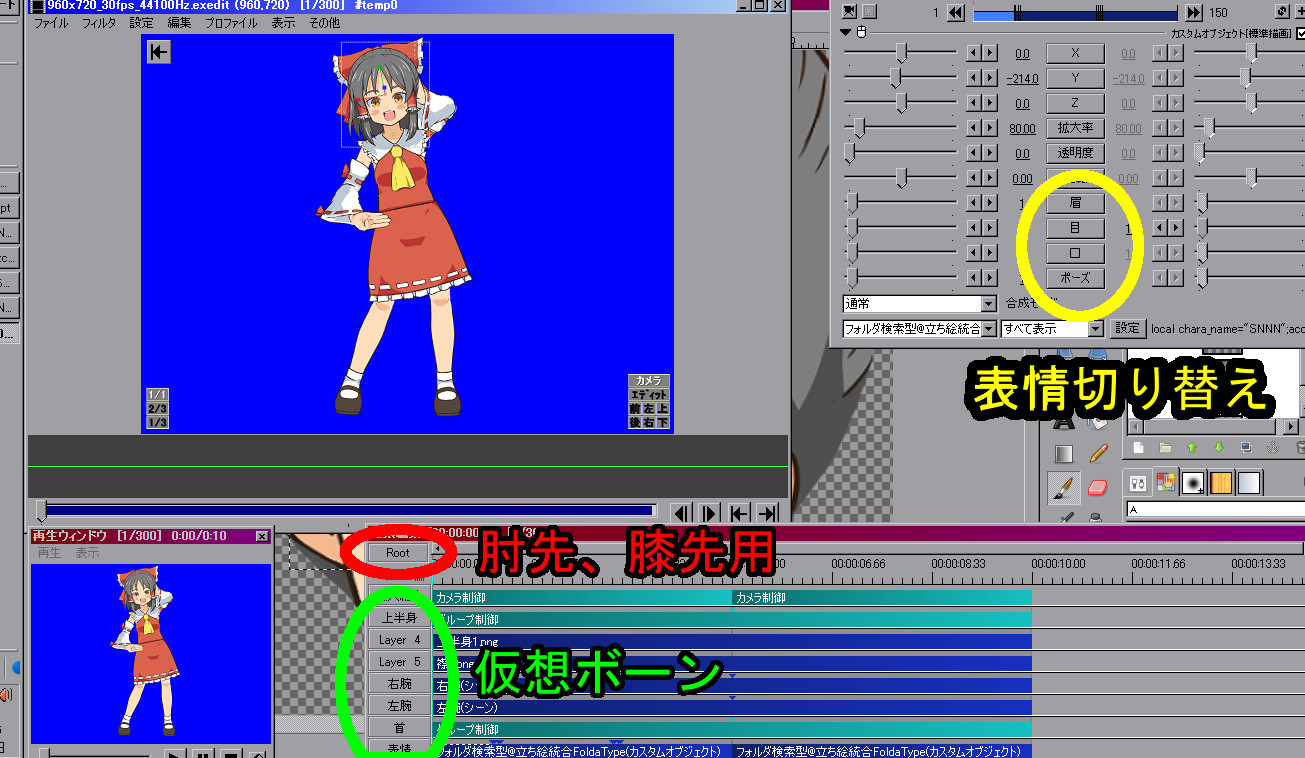 960x720_30fps_44100Hz.exedit (960,720) [1/300] #temp0
ファイル フィルタ 設定 編集 プロファイル 表示 その他
1 150
カスタムオブジェクト[標準描画]
0.0 X 0.0
-214.0 Y -214.0
0.0 Z 0.0
80.00 拡大率 80.00
0.0 透明度 0.0
0.00 0.00
眉
目 1
口 1
ポーズ
通常 合成モ
フォルダ検索型@立ち絵統合 すべて表示 設定 local chara_name="SNNN";acc
表情切り替え
1/1
2/3
1/3
カメラ
エディット
前 左 上
後 右 下
A
再生ウィンドウ [1/300] 0:00/0:10
再生 表示
Root
肘先、膝先用
00:00:06.66 00:00:08.33 00:00:10.00 00:00:11.66 00:00:13.33
カメラ制御 カメラ制御
上半身 グループ制御
Layer 4 上半身1.png
Layer 5
右腕 右腕(シーン)
左腕 左腕(シーン)
首 グループ制御
表情 フォルダ検索型@立ち絵統合FoldaType(カスタムオブジェクト) フォルダ検索型@立ち絵統合FoldaType(カスタムオブジェクト)
仮想ボーン